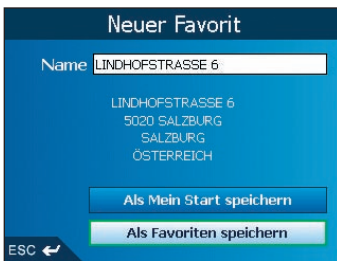 Neuer Favorit
Name LINDHOFSTRASSE 6
LINDHOFSTRASSE 6
5020 SALZBURG
SALZBURG
ÖSTERREICH
Als Mein Start speichern
Als Favoriten speichern
ESC